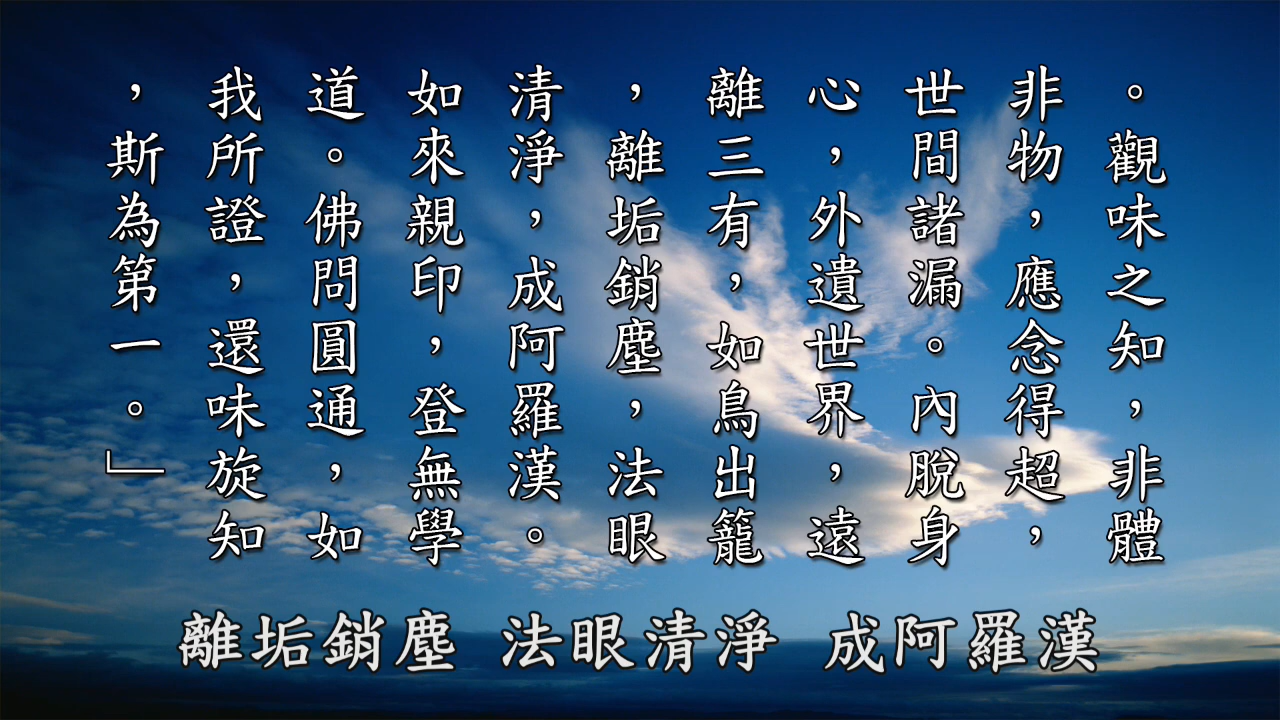 。觀味之知，非體
非物，應念得超，
世間諸漏。內脫身
心，外遺世界，遠
離三有，如鳥出籠
，離垢銷塵，法眼
清淨，成阿羅漢。
如來親印，登無學
道。佛問圓通，如
我所證，還味旋知
，斯為第一。」
離垢銷塵 法眼清淨 成阿羅漢